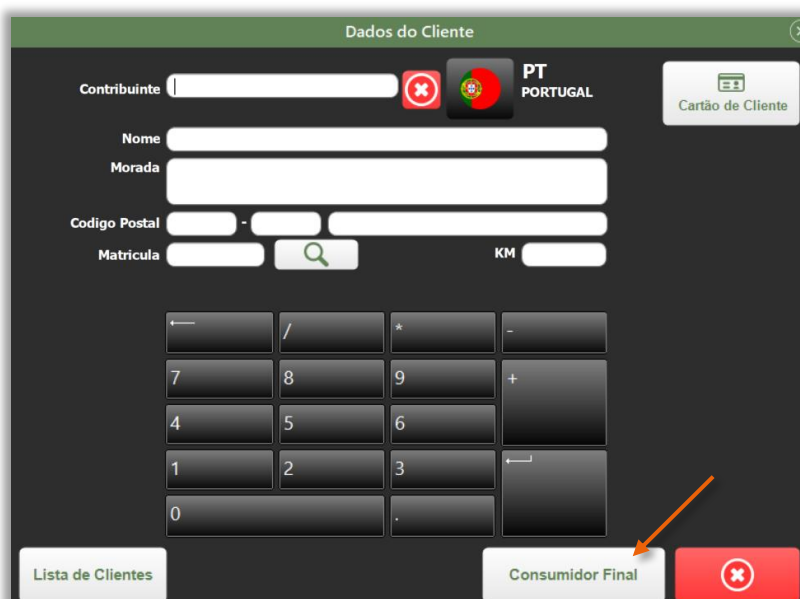 Dados do Cliente
Contribuinte
PT
PORTUGAL
Cartão de Cliente
Nome
Morada
Codigo Postal
-
Matricula
KM
/ * -
7 8 9 +
4 5 6
1 2 3
0 .
Lista de Clientes
Consumidor Final